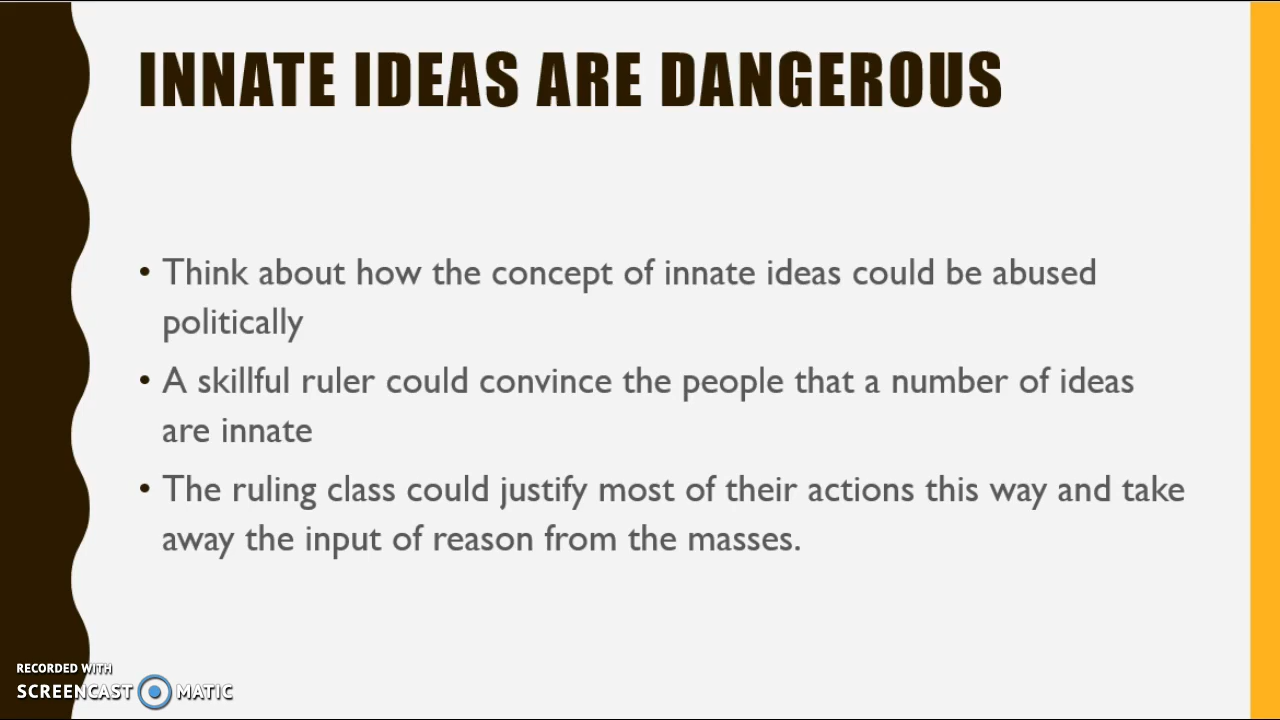 INNATE IDEAS ARE DANGEROUS
• Think about how the concept of innate ideas could be abused
politically
• A skillful ruler could convince the people that a number of ideas
are innate
• The ruling class could justify most of their actions this way and take
away the input of reason from the masses.
RECORDED WITH
SCREENCAST MATIC